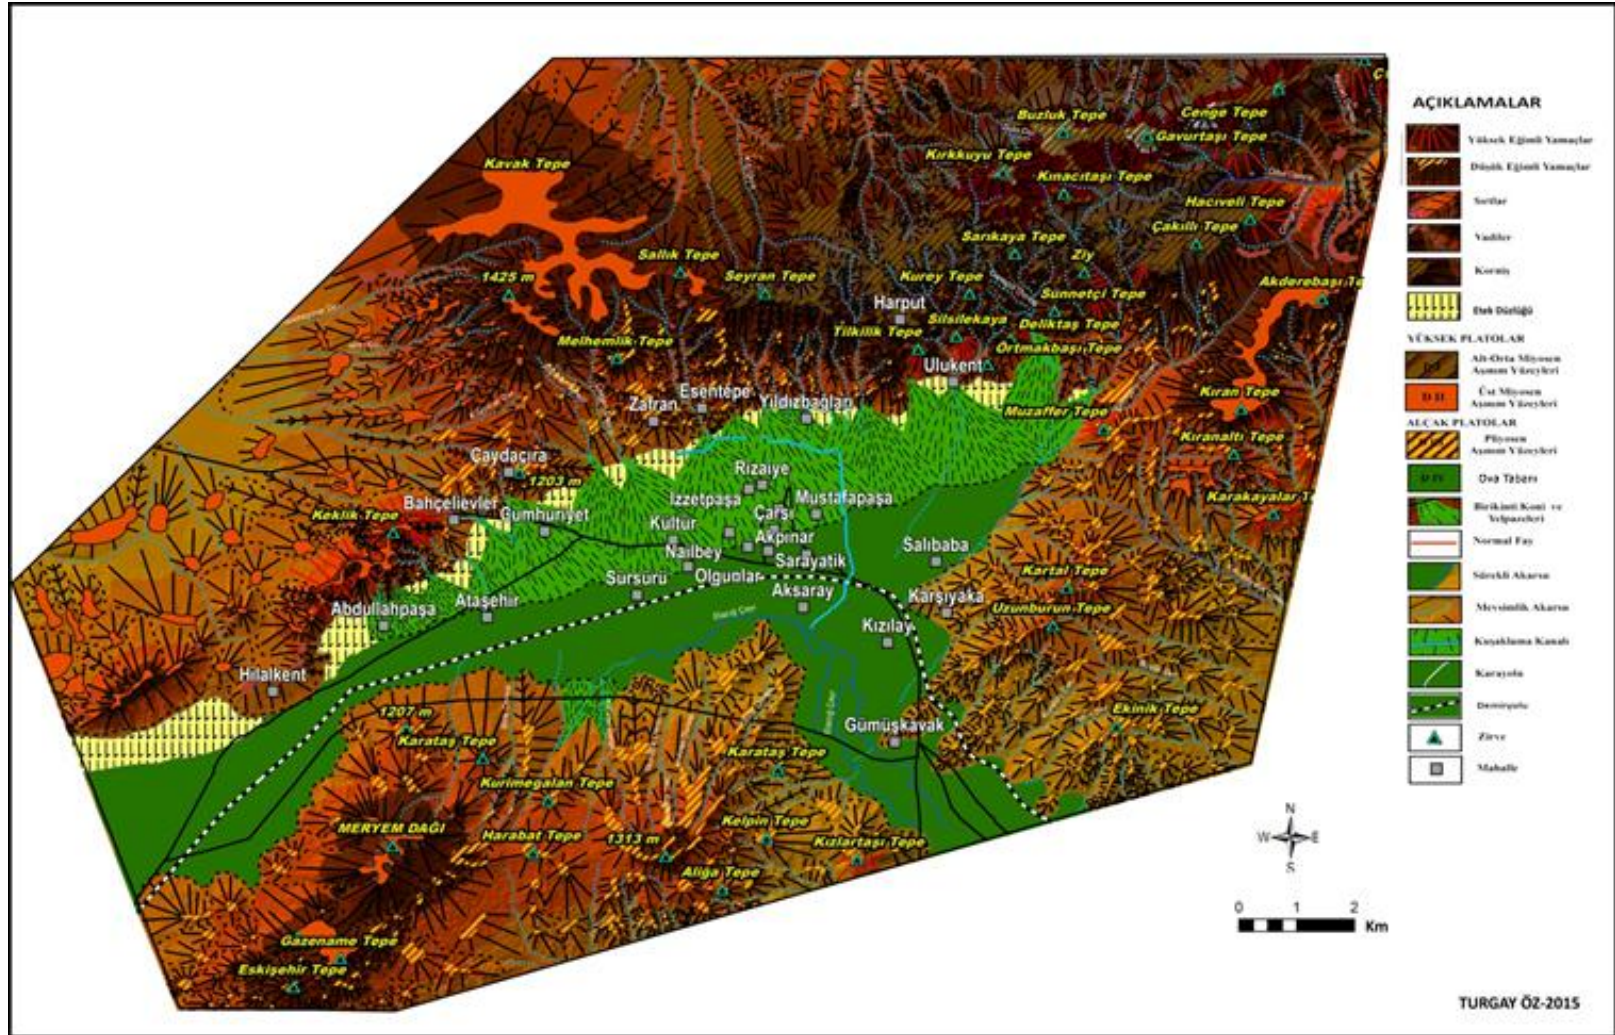 AÇIKLAMALAR
Yüksek Eğimli Yamaçlar
Düşük Eğimli Yamaçlar
Sırtlar
Vadiler
Korniş
Etek Düzlüğü
YÜKSEK PLATOLAR
Alt-Orta Miyosen
Aşınım Yüzeyleri
D II
Üst Miyosen
Aşınım Yüzeyleri
ALÇAK PLATOLAR
Pliyosen
Aşınım Yüzeyleri
Ova Tabanı
Birikinti Koni ve
Yelpazeleri
Normal Fay
Sürekli Akarsu
Mevsimlik Akarsu
Kuşaklama Kanalı
Karayolu
Demiryolu
Zirve
Mahalle
Kavak Tepe
Buzluk Tepe
Cenge Tepe
Gavurtaşı Tepe
Kırkkuyu Tepe
Kınacıtaşı Tepe
Hacıveli Tepe
Çakıllı Tepe
Sarıkaya Tepe
Ziy
Sallık Tepe
Seyran Tepe
Kurey Tepe
1425 m
Akderebaşı Te
Sünnetçi Tepe
Harput
Silsilekaya
Deliktaş Tepe
Tilkilik Tepe
Melhemlik Tepe
Ortmakbaşı Tepe
Ulukent
Esentepe
Kıran Tepe
Zafran
Yıldızbağları
Muzaffer Tepe
Kıranaltı Tepe
Çaydaçıra
1203 m
Rızaiye
Bahçelievler
İzzetpaşa
Mustafapaşa
Karakayalar T
Keklik Tepe
Cumhuriyet
Kültür
Çarşı
Akpınar
Nailbey
Sarayatik
Salıbaba
Sürsürü
Olgunlar
Kartal Tepe
Abdullahpaşa
Ataşehir
Aksaray
Karşıyaka
Uzunburun Tepe
Kızılay
Hilalkent
1207 m
Gümüşkavak
Ekinik Tepe
Karataş Tepe
Karataş Tepe
Kurimegalan Tepe
MERYEM DAĞI
Harabat Tepe
1313 m
Kelpin Tepe
Kızlartaşı Tepe
Aliğa Tepe
Gazename Tepe
Eskişehir Tepe
N
W E
S
0 1 2
Km
TURGAY ÖZ-2015